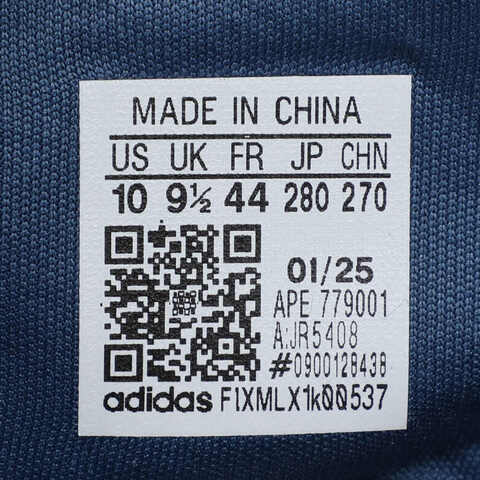 MADE IN CHINA
US UK FR JP CHN
10 9½ 44 280 270
01/25
APE 779001
A:JR5408
#0900128438
adidas F1XMLX1k00537